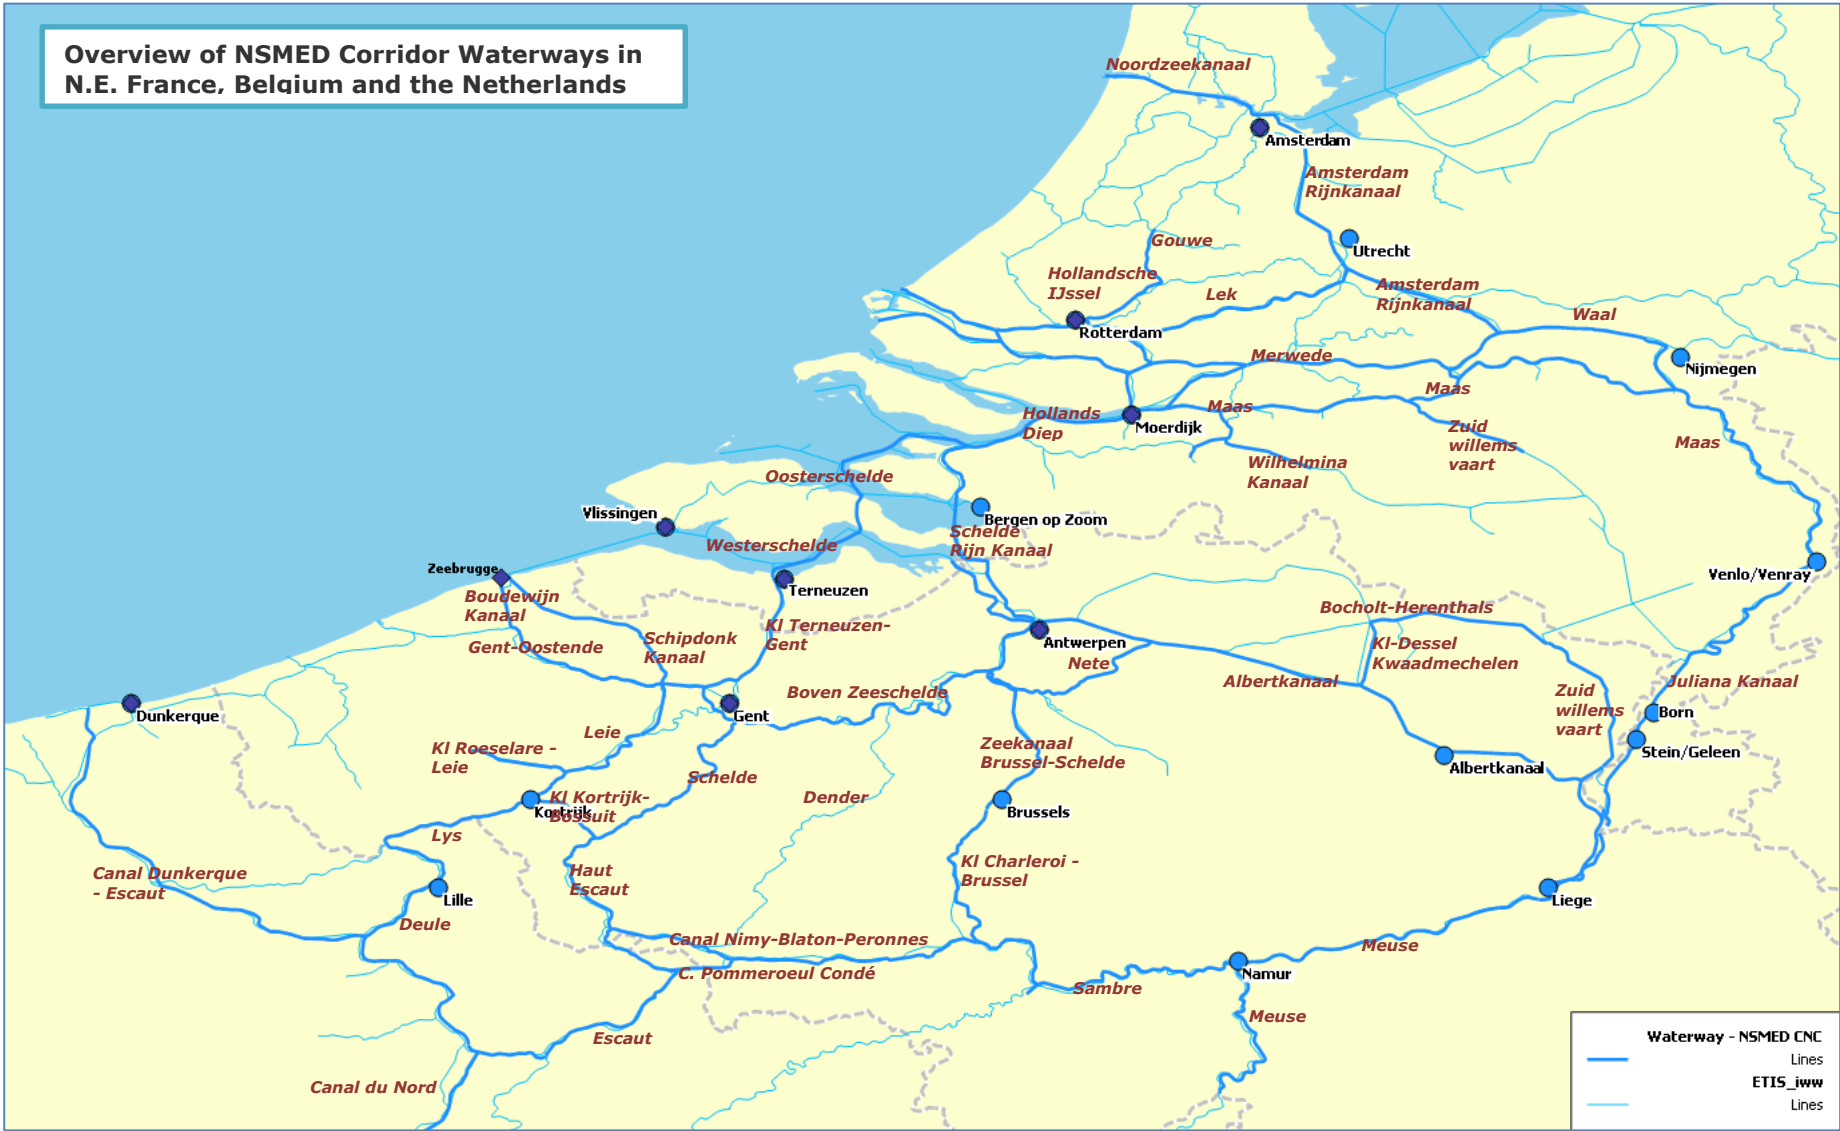 Overview of NSMED Corridor Waterways in
N.E. France, Belgium and the Netherlands
Noordzeekanaal
Amsterdam
Amsterdam
Rijnkanaal
Gouwe
Utrecht
Hollandsche
IJssel
Lek
Amsterdam
Rijnkanaal
Waal
Rotterdam
Merwede
Nijmegen
Maas
Maas
Hollands
Diep
Moerdijk
Zuid
willems
vaart
Maas
Wilhelmina
Kanaal
Oosterschelde
Vlissingen
Bergen op Zoom
Schelde
Rijn Kanaal
Westerschelde
Zeebrugge
Terneuzen
Venlo/Venray
Boudewijn
Kanaal
Bocholt-Herenthals
Schipdonk
Kanaal
Kl Terneuzen-
Gent
Gent-Oostende
Antwerpen
Nete
Kl-Dessel
Kwaadmechelen
Albertkanaal
Juliana Kanaal
Boven Zeeschelde
Zuid
willems
vaart
Born
Dunkerque
Gent
Leie
Kl Roeselare -
Leie
Zeekanaal
Brussel-Schelde
Stein/Geleen
Albertkanaal
Schelde
Kl Kortrijk-
Bossuit
Kortrijk
Dender
Brussels
Lys
Canal Dunkerque
- Escaut
Haut
Escaut
Kl Charleroi -
Brussel
Lille
Liege
Deule
Canal Nimy-Blaton-Peronnes
Meuse
C. Pommeroeul Condé
Namur
Sambre
Meuse
Escaut
Canal du Nord
Waterway - NSMED CNC
Lines
ETIS_iww
Lines